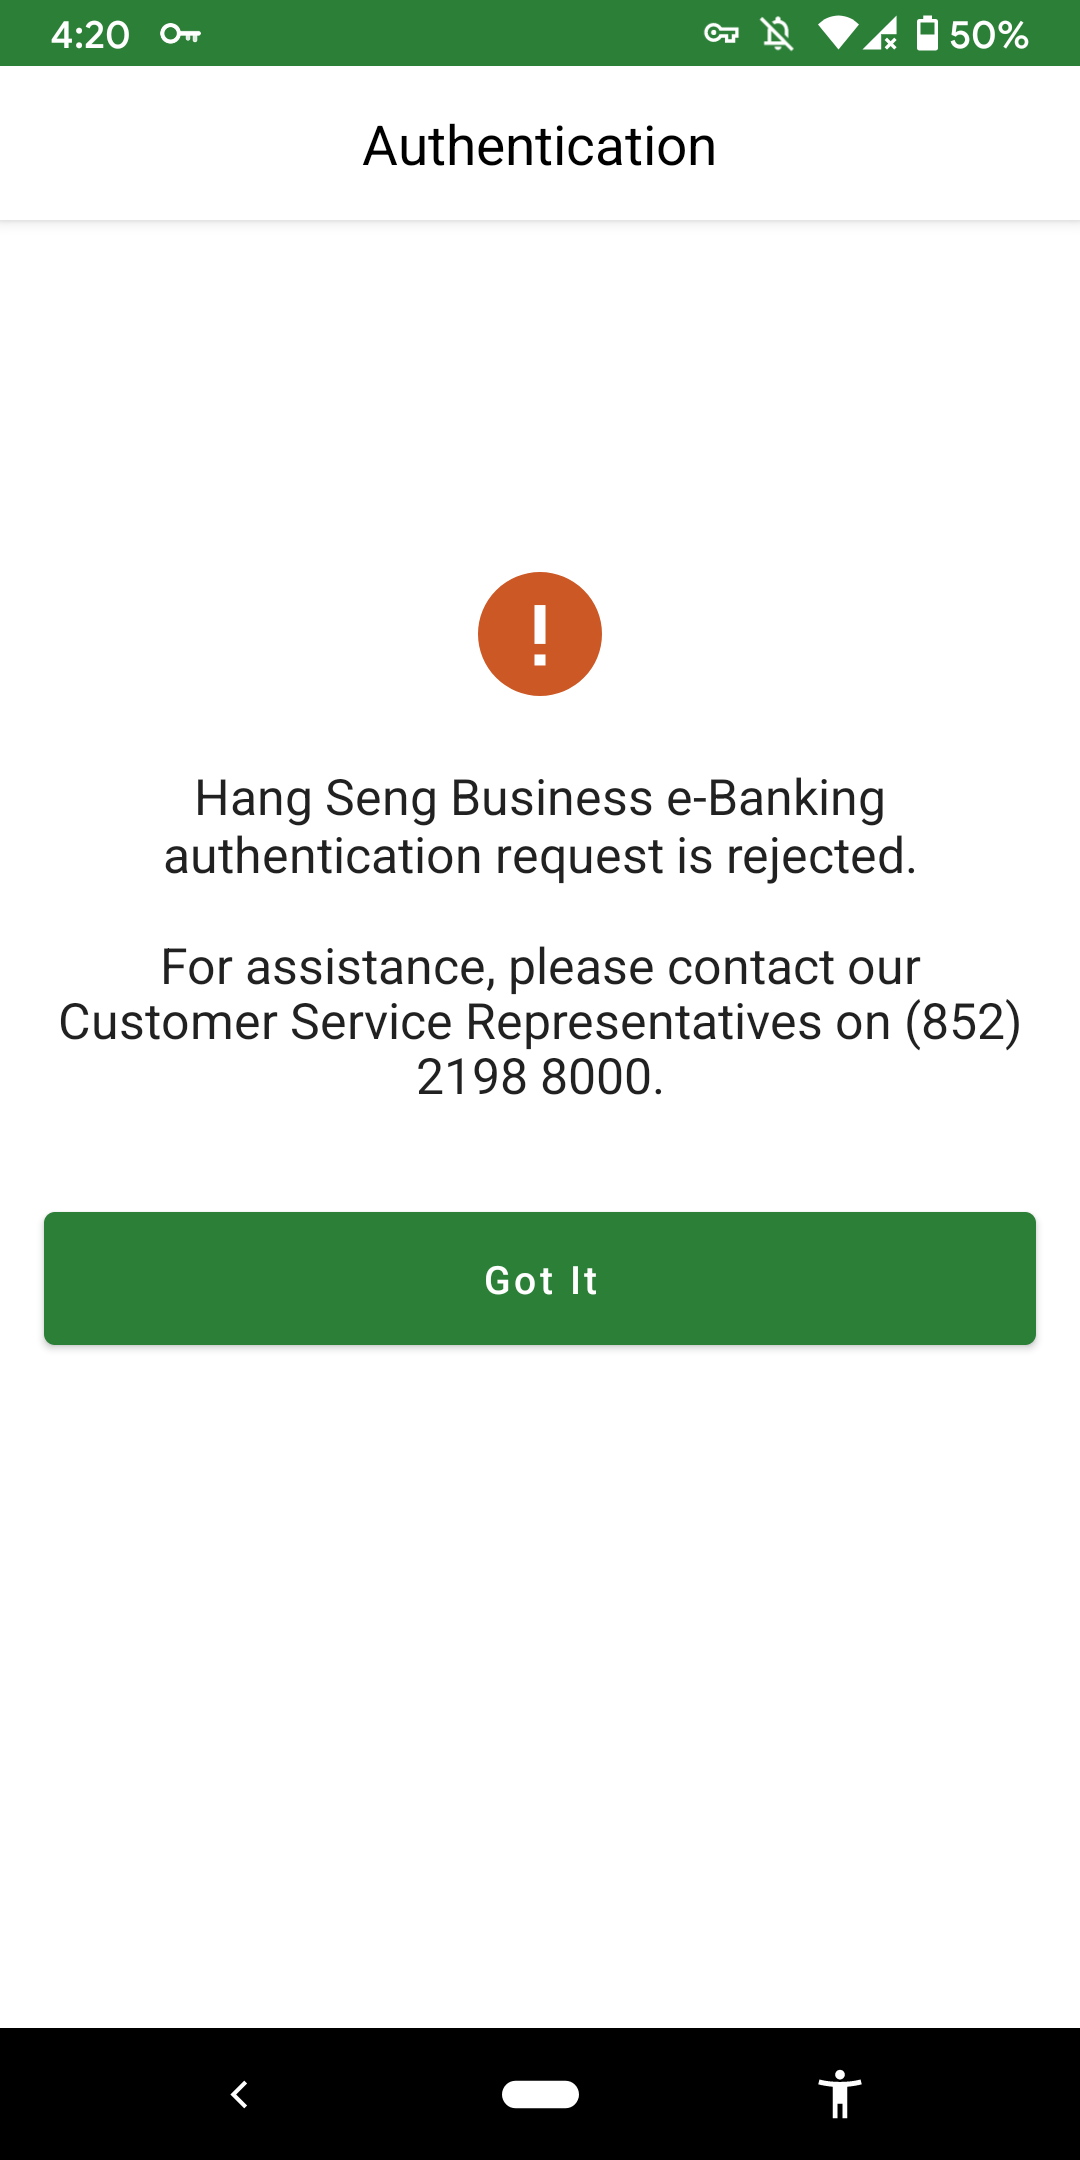 4:20
50%
Authentication
Hang Seng Business e-Banking
authentication request is rejected.
For assistance, please contact our
Customer Service Representatives on (852)
2198 8000.
Got It